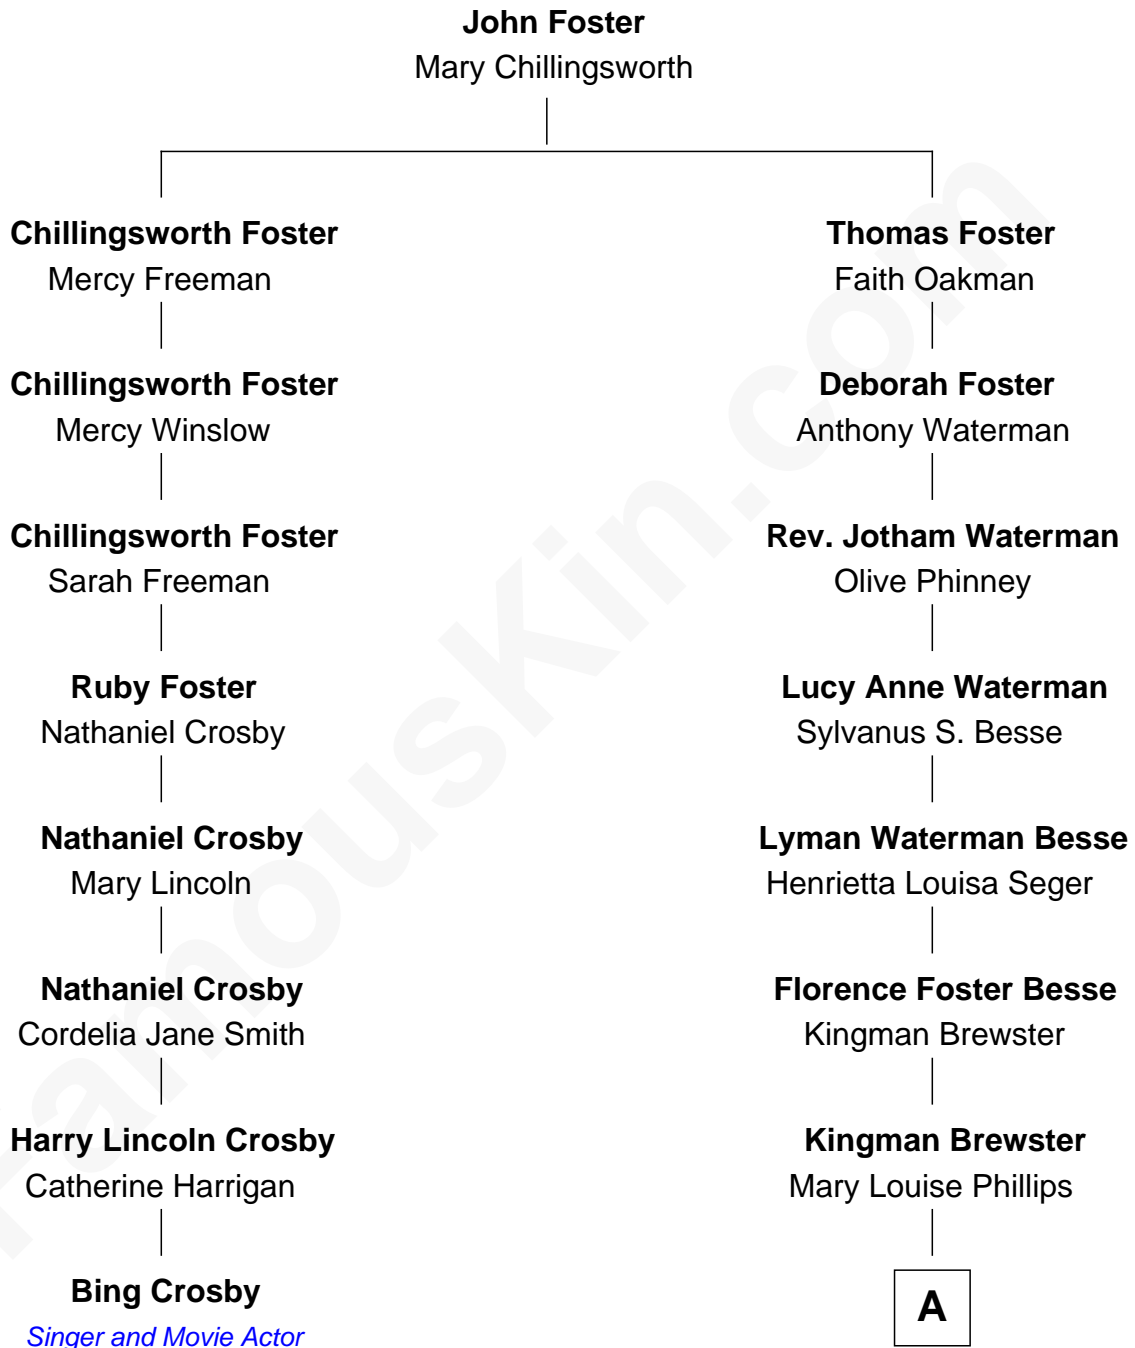 John Foster
Mary Chillingsworth
Chillingsworth Foster
Mercy Freeman
Thomas Foster
Faith Oakman
Chillingsworth Foster
Mercy Winslow
Deborah Foster
Anthony Waterman
Chillingsworth Foster
Sarah Freeman
Rev. Jotham Waterman
Olive Phinney
Ruby Foster
Nathaniel Crosby
Lucy Anne Waterman
Sylvanus S. Besse
Nathaniel Crosby
Mary Lincoln
Lyman Waterman Besse
Henrietta Louisa Seger
Nathaniel Crosby
Cordelia Jane Smith
Florence Foster Besse
Kingman Brewster
Harry Lincoln Crosby
Catherine Harrigan
Kingman Brewster
Mary Louise Phillips
Bing Crosby
Singer and Movie Actor
A
FamousKin.com